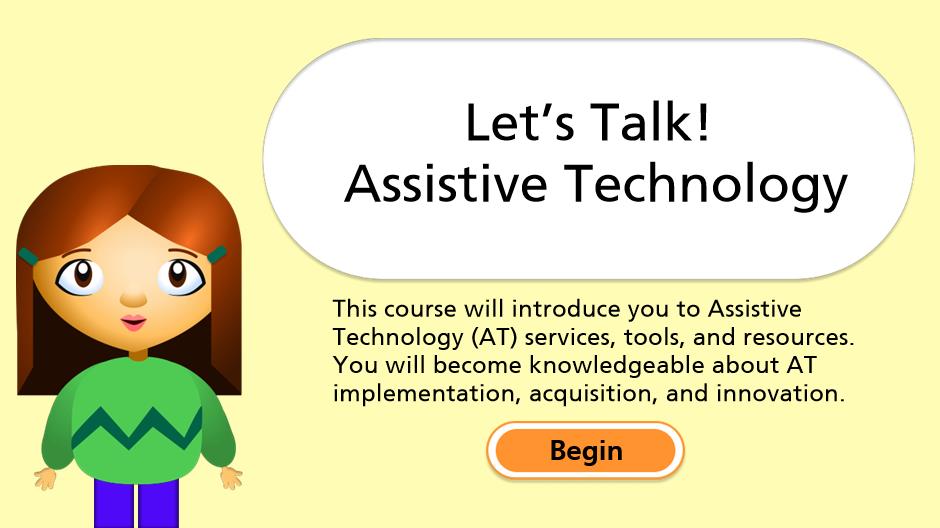 Let’s Talk!
Assistive Technology
This course will introduce you to Assistive
Technology (AT) services, tools, and resources.
You will become knowledgeable about AT
implementation, acquisition, and innovation.
Begin